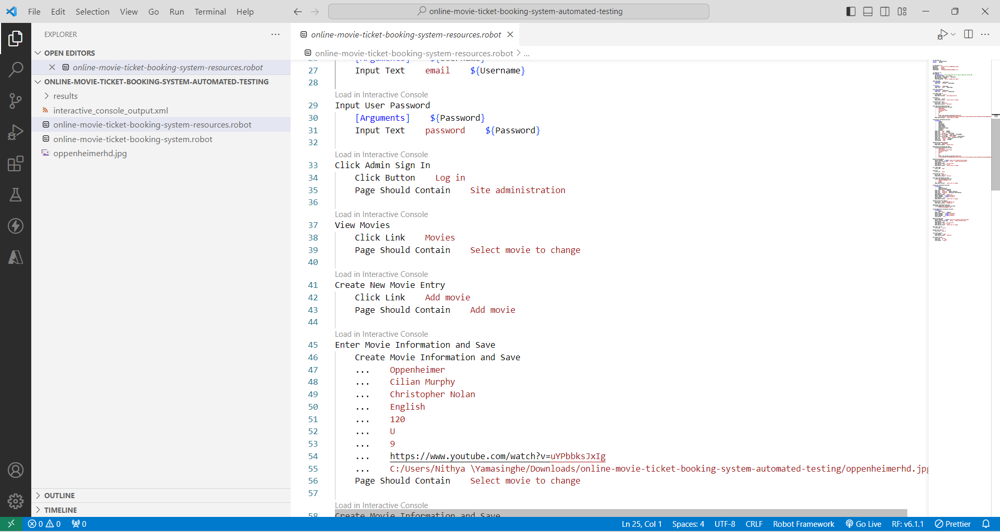 File Edit Selection View Go Run Terminal Help
online-movie-ticket-booking-system-automated-testing
EXPLORER
OPEN EDITORS
online-movie-ticket-booking-system-resources.robot
ONLINE-MOVIE-TICKET-BOOKING-SYSTEM-AUTOMATED-TESTING
results
interactive_console_output.xml
online-movie-ticket-booking-system-resources.robot
online-movie-ticket-booking-system.robot
oppenheimerhd.jpg
OUTLINE
TIMELINE
online-movie-ticket-booking-system-resources.robot
online-movie-ticket-booking-system-resources.robot > ...
26 [Arguments] ${Username}
27 Input Text email ${Username}
28
Load in Interactive Console
29 Input User Password
30 [Arguments] ${Password}
31 Input Text password ${Password}
32
Load in Interactive Console
33 Click Admin Sign In
34 Click Button Log in
35 Page Should Contain Site administration
36
Load in Interactive Console
37 View Movies
38 Click Link Movies
39 Page Should Contain Select movie to change
40
Load in Interactive Console
41 Create New Movie Entry
42 Click Link Add movie
43 Page Should Contain Add movie
44
Load in Interactive Console
45 Enter Movie Information and Save
46 Create Movie Information and Save
47 ... Oppenheimer
48 ... Cilian Murphy
49 ... Christopher Nolan
50 ... English
51 ... 120
52 ... U
53 ... 9
54 ... https://www.youtube.com/watch?v=uYPbbksJxIg
55 ... C:/Users/Nithya \Yamasinghe/Downloads/online-movie-ticket-booking-system-automated-testing/oppenheimerhd.jpg
56 Page Should Contain Select movie to change
57
Load in Interactive Console
58 Create Movie Information and Save
0 0 0 Ln 25, Col 1 Spaces: 4 UTF-8 CRLF Robot Framework Go Live RF: v6.1.1 Prettier